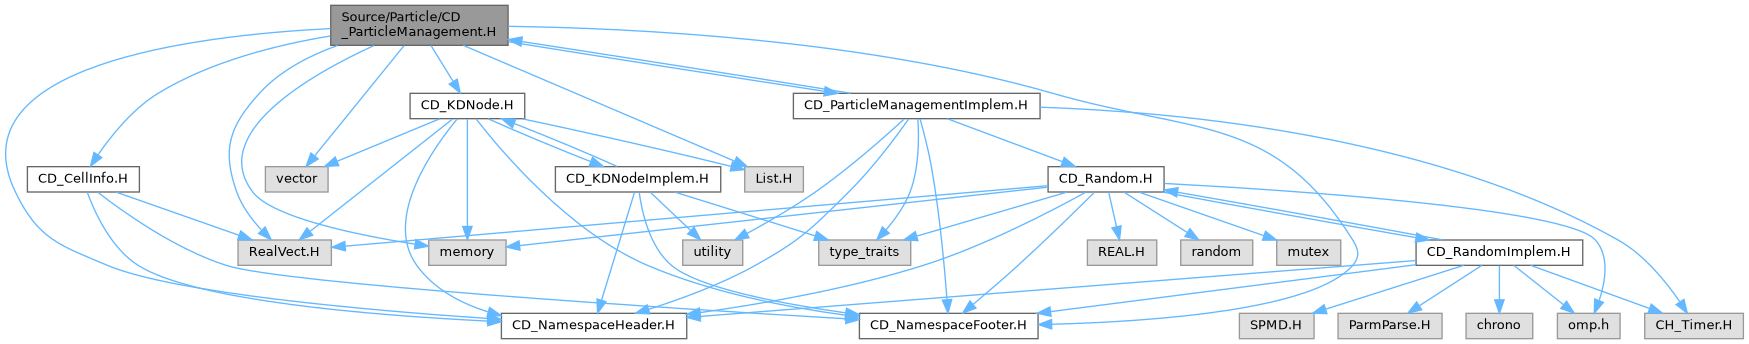 Source/Particle/CD
_ParticleManagement.H
CD_KDNode.H
CD_ParticleManagementImplem.H
CD_CellInfo.H
vector
CD_KDNodeImplem.H
List.H
CD_Random.H
RealVect.H
memory
utility
type_traits
REAL.H
random
mutex
CD_RandomImplem.H
CD_NamespaceHeader.H
CD_NamespaceFooter.H
SPMD.H
ParmParse.H
chrono
omp.h
CH_Timer.H